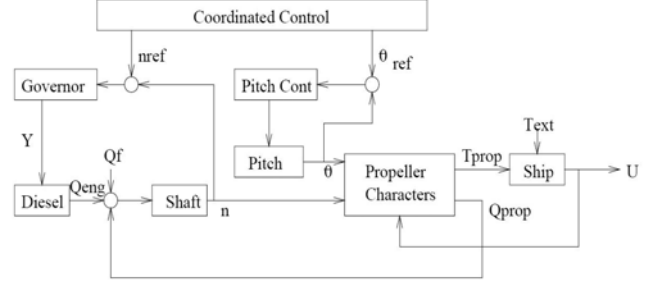 Coordinated Control
nref
θ ref
Governor
Pitch Cont
Y
Qf
Pitch
θ
Propeller
Characters
Tprop
Text
Ship
U
Qeng
Diesel
Shaft
n
Qprop